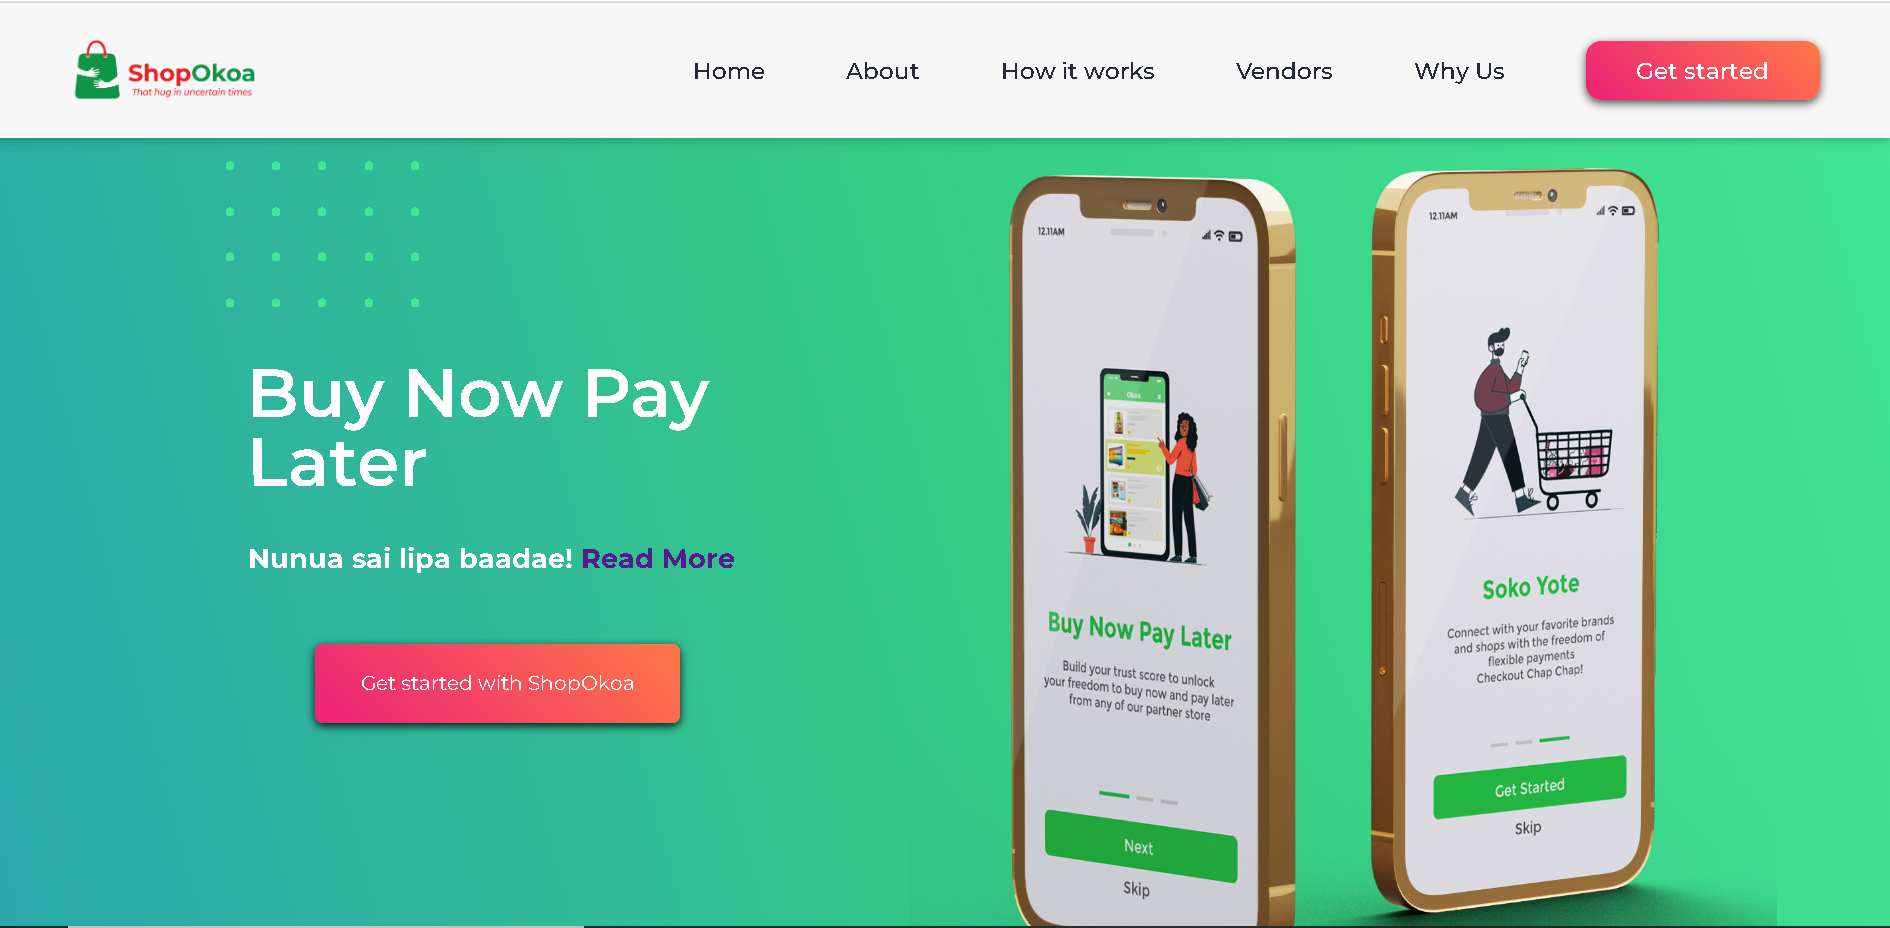 ShopOkoa
That hug in uncertain times
Home
About
How it works
Vendors
Why Us
Get started
Buy Now Pay
Later
Nunua sai lipa baadae! Read More
Get started with ShopOkoa
12.11AM
Okoa
Buy Now Pay Later
Build your trust score to unlock
your freedom to buy now and pay later
from any of our partner store
Next
Skip
12.11AM
Soko Yote
Connect with your favorite brands
and shops with the freedom of
flexible payments
Checkout Chap Chap!
Get Started
Skip